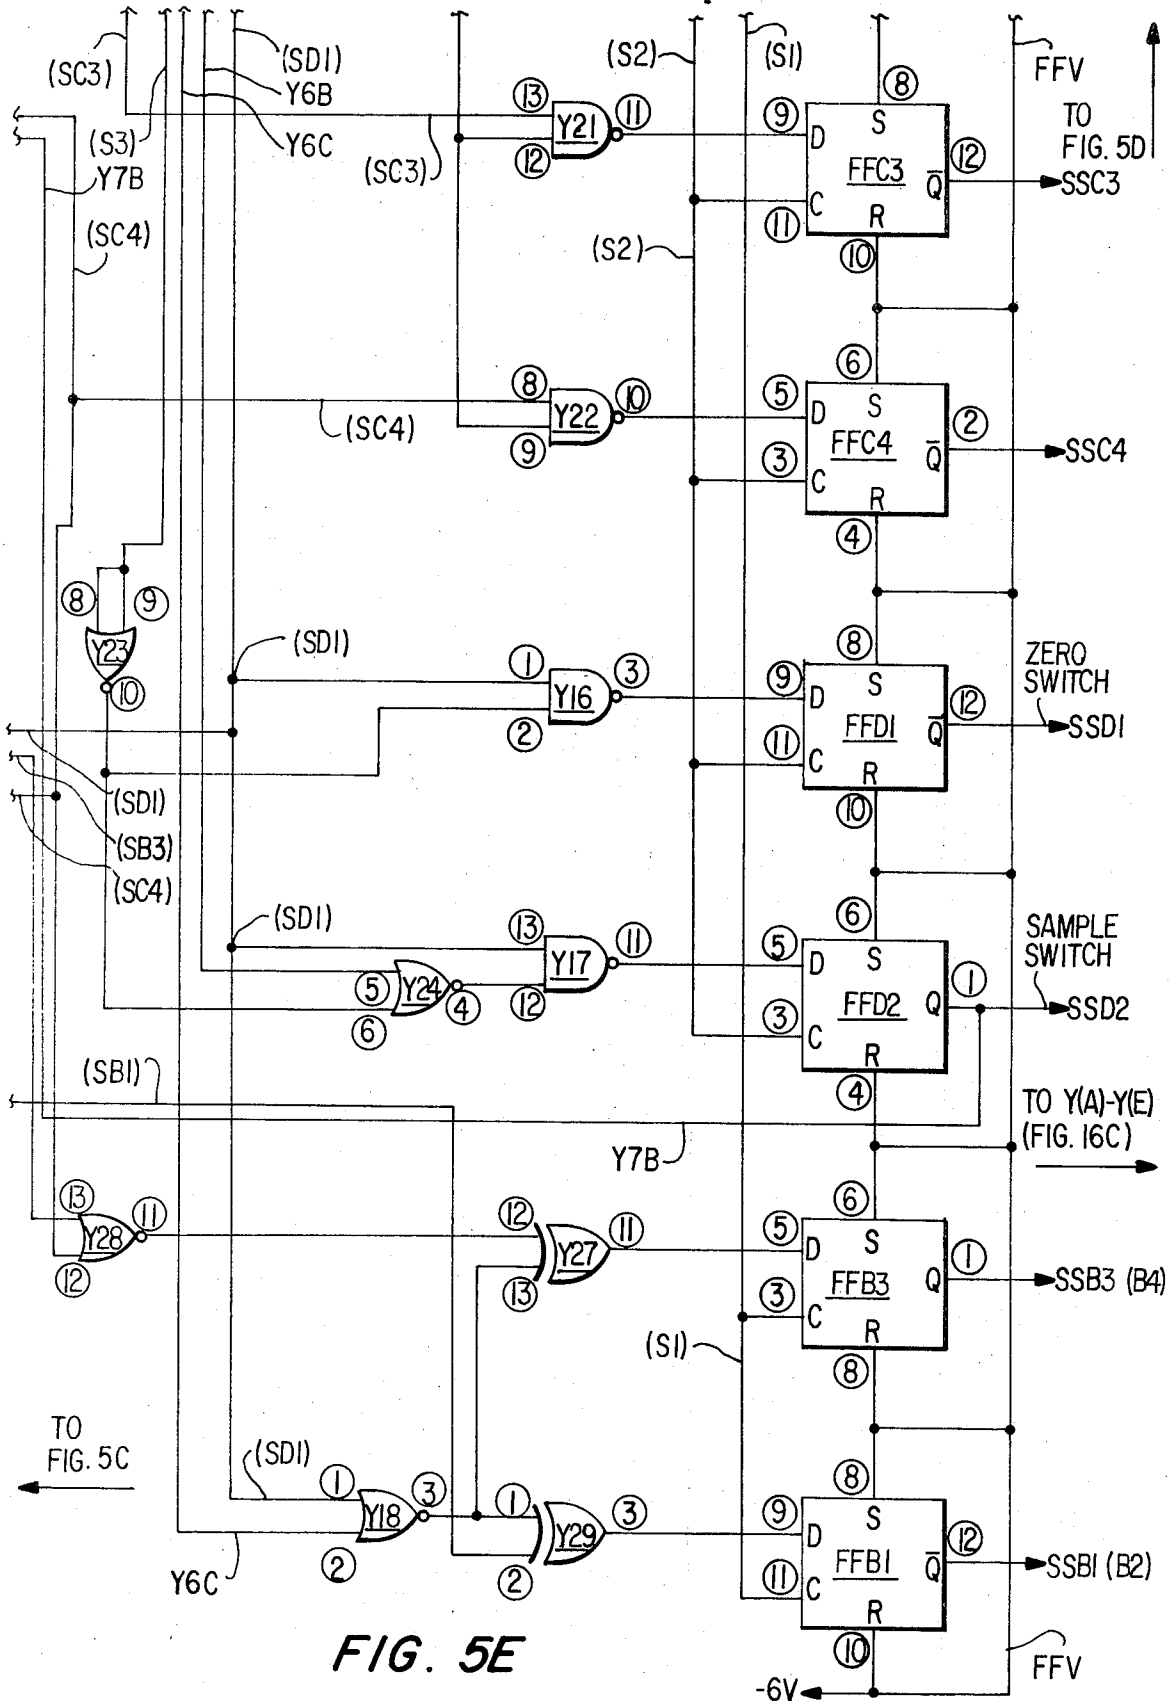 (SC3)
(S3)
Y7B
(SC4)
(SD1)
Y6B
Y6C
(SC3)
13
12
Y21
11
(S2)
(S1)
(S2)
9
D
11
C
8
S
FFC3
R
10
12
Q̅
SSC3
FFV
TO
FIG. 5D
(SC4)
8
9
Y22
10
5
D
3
C
6
S
FFC4
R
4
2
Q̅
SSC4
8
9
Y23
10
(SD1)
1
2
Y16
3
9
D
11
C
8
S
FFD1
R
10
12
Q̅
ZERO
SWITCH
SSD1
(SD1)
(SB3)
(SC4)
(SD1)
5
6
Y24
4
13
12
Y17
11
5
D
3
C
6
S
FFD2
R
4
1
Q
SAMPLE
SWITCH
SSD2
(SB1)
Y7B
TO Y(A)-Y(E)
(FIG. 16C)
13
12
Y28
11
12
13
Y27
11
5
D
3
C
6
S
FFB3
R
8
1
Q
SSB3 (B4)
(S1)
TO
FIG. 5C
(SD1)
1
2
Y18
3
Y6C
1
2
Y29
3
9
D
11
C
8
S
FFB1
R
10
12
Q̅
SSB1 (B2)
FFV
-6V
FIG. 5E